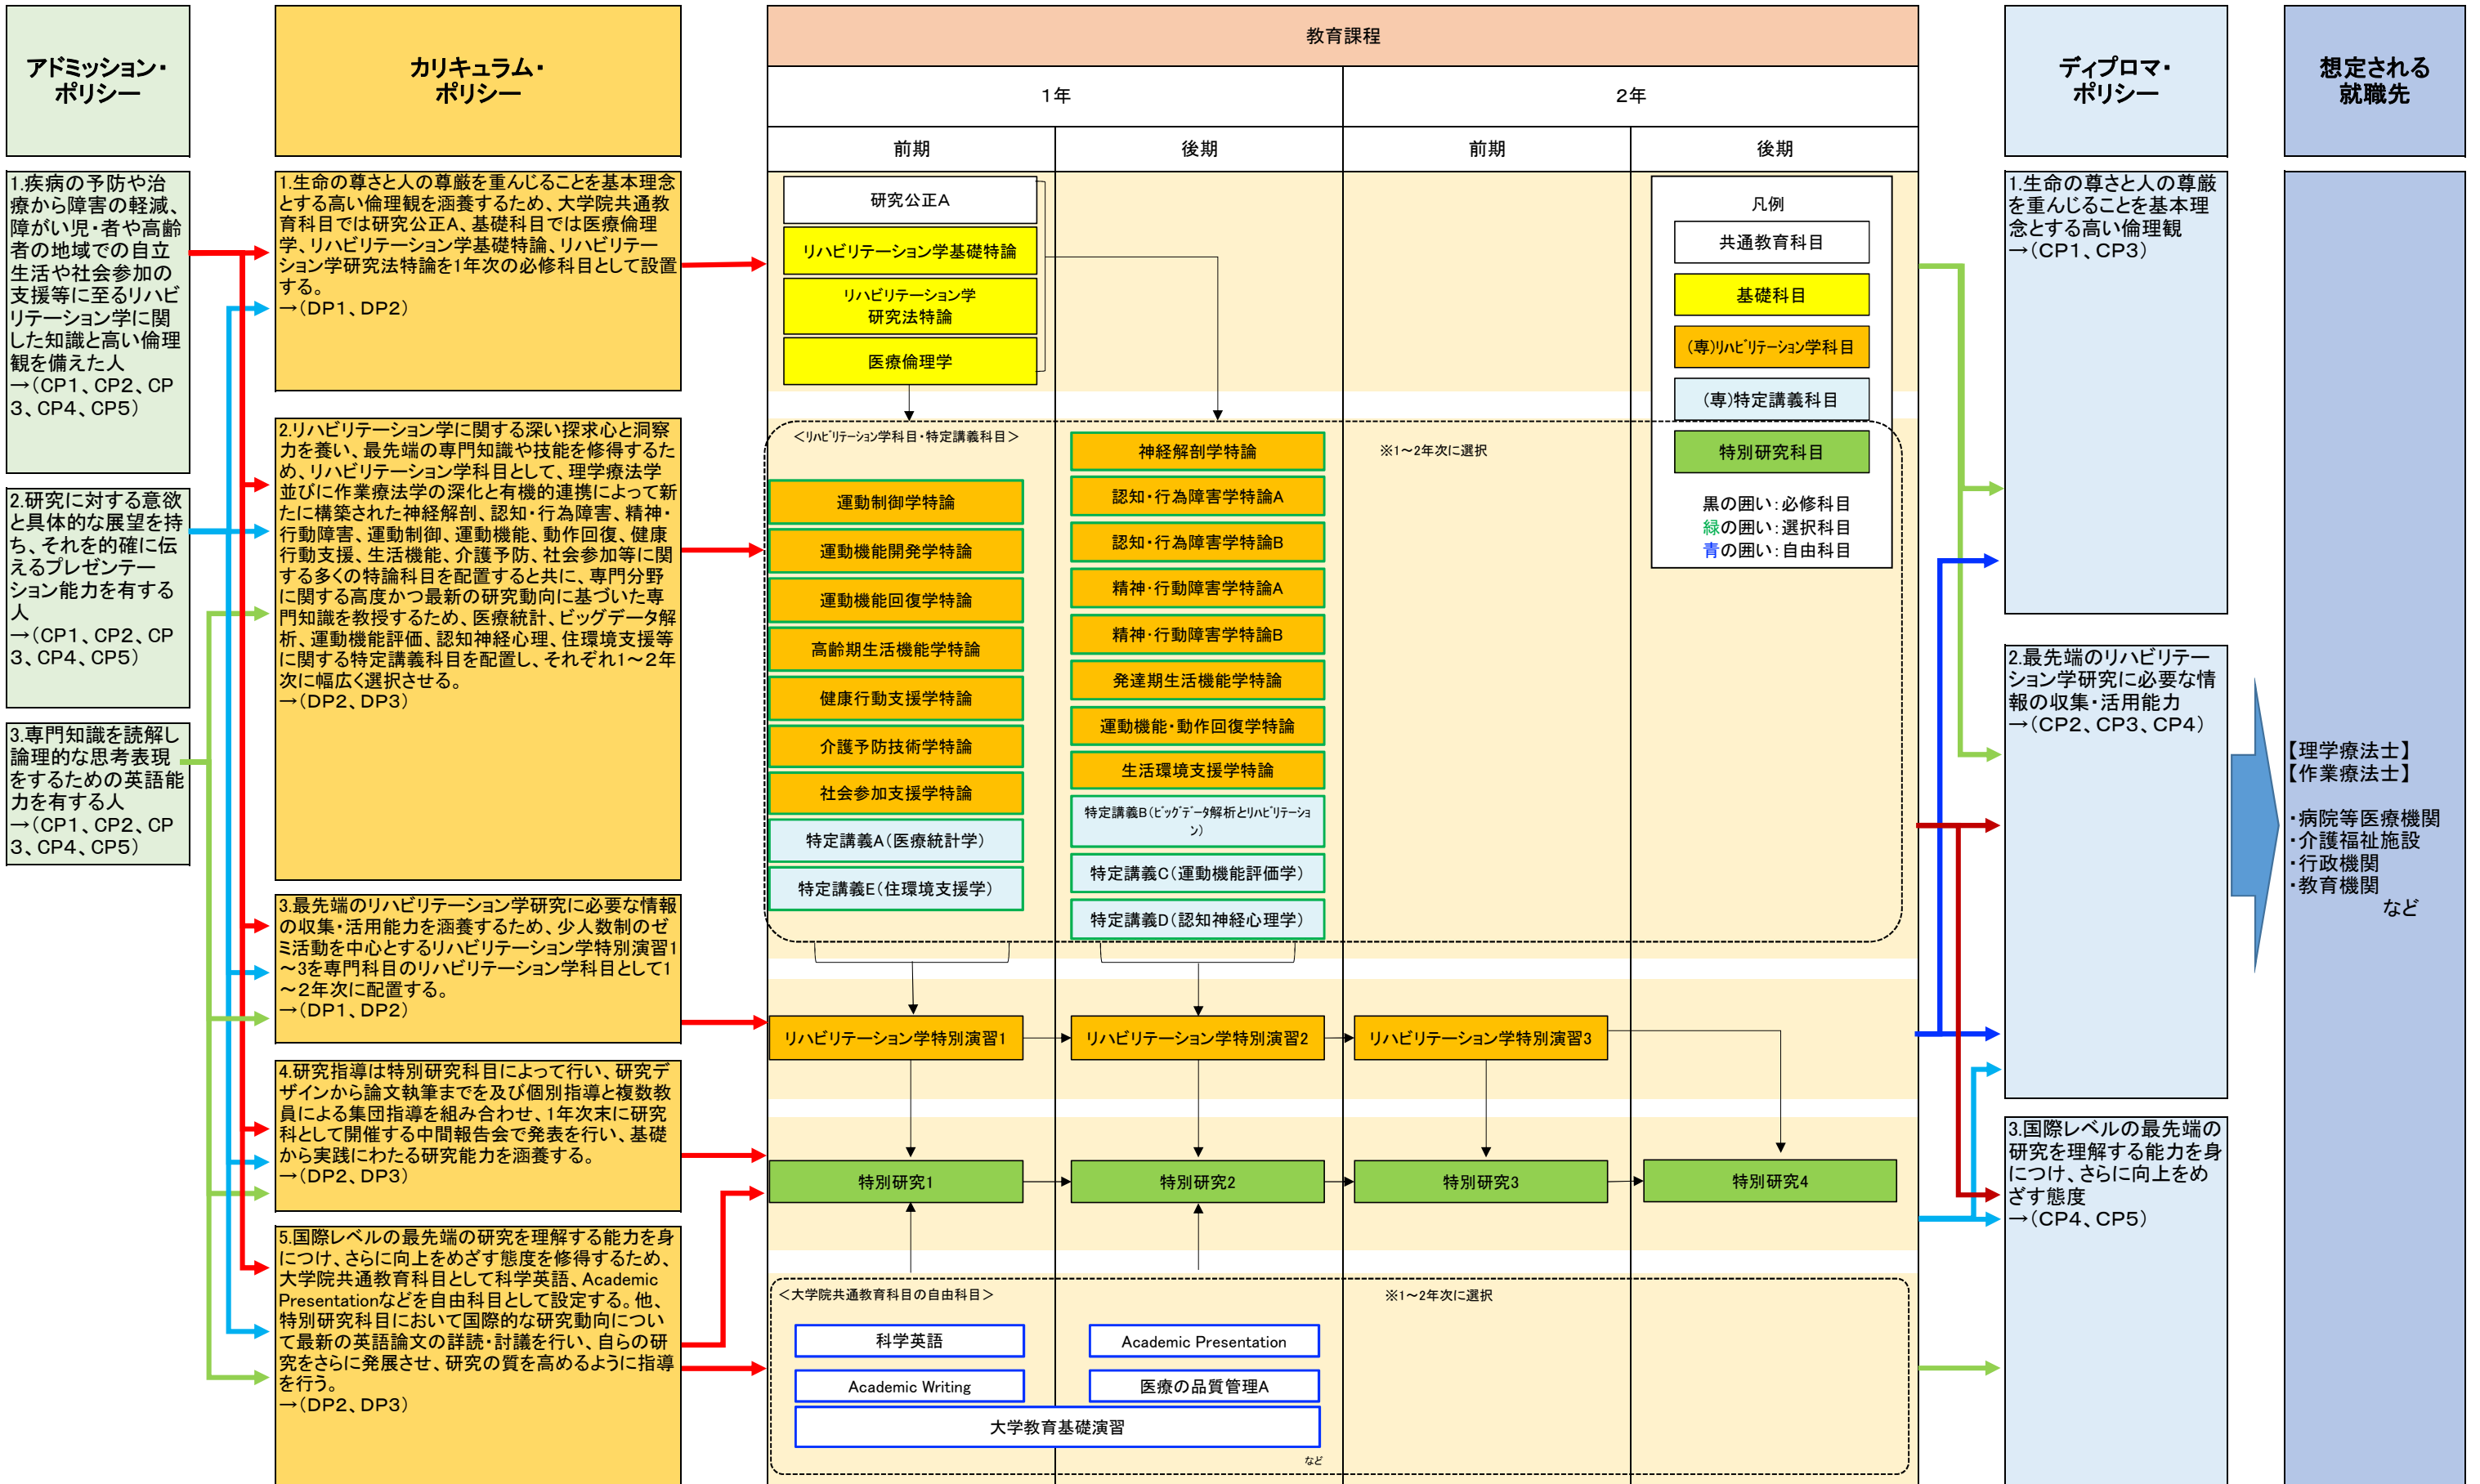 アドミッション・
ポリシー
1.疾病の予防や治
療から障害の軽減、
障がい児・者や高齢
者の地域での自立
生活や社会参加の
支援等に至るリハビ
リテーション学に関
した知識と高い倫理
観を備えた人
→(CP1、CP2、CP
3、CP4、CP5)
2.研究に対する意欲
と具体的な展望を持
ち、それを的確に伝
えるプレゼンテー
ション能力を有する
人
→(CP1、CP2、CP
3、CP4、CP5)
3.専門知識を読解し
論理的な思考表現
をするための英語能
力を有する人
→(CP1、CP2、CP
3、CP4、CP5)
カリキュラム・
ポリシー
1.生命の尊さと人の尊厳を重んじることを基本理念
とする高い倫理観を涵養するため、大学院共通教
育科目では研究公正A、基礎科目では医療倫理
学、リハビリテーション学基礎特論、リハビリテー
ション学研究法特論を1年次の必修科目として設置
する。
→(DP1、DP2)
2.リハビリテーション学に関する深い探求心と洞察
力を養い、最先端の専門知識や技能を修得するた
め、リハビリテーション学科目として、理学療法学
並びに作業療法学の深化と有機的連携によって新
たに構築された神経解剖、認知・行為障害、精神・
行動障害、運動制御、運動機能、動作回復、健康
行動支援、生活機能、介護予防、社会参加等に関
する多くの特論科目を配置すると共に、専門分野
に関する高度かつ最新の研究動向に基づいた専
門知識を教授するため、医療統計、ビッグデータ解
析、運動機能評価、認知神経心理、住環境支援等
に関する特定講義科目を配置し、それぞれ1～2年
次に幅広く選択させる。
→(DP2、DP3)
3.最先端のリハビリテーション学研究に必要な情報
の収集・活用能力を涵養するため、少人数制のゼ
ミ活動を中心とするリハビリテーション学特別演習1
～3を専門科目のリハビリテーション学科目として1
～2年次に配置する。
→(DP1、DP2)
4.研究指導は特別研究科目によって行い、研究デ
ザインから論文執筆までを及び個別指導と複数教
員による集団指導を組み合わせ、1年次末に研究
科として開催する中間報告会で発表を行い、基礎
から実践にわたる研究能力を涵養する。
→(DP2、DP3)
5.国際レベルの最先端の研究を理解する能力を身
につけ、さらに向上をめざす態度を修得するため、
大学院共通教育科目として科学英語、Academic
Presentationなどを自由科目として設定する。他、
特別研究科目において国際的な研究動向につい
て最新の英語論文の詳読・討議を行い、自らの研
究をさらに発展させ、研究の質を高めるように指導
を行う。
→(DP2、DP3)
教育課程
1年
2年
前期
後期
前期
後期
研究公正A
リハビリテーション学基礎特論
リハビリテーション学
研究法特論
医療倫理学
凡例
共通教育科目
基礎科目
(専)ﾘﾊﾋﾞﾘﾃｰｼｮﾝ学科目
(専)特定講義科目
特別研究科目
黒の囲い:必修科目
緑の囲い:選択科目
青の囲い:自由科目
＜ﾘﾊﾋﾞﾘﾃｰｼｮﾝ学科目・特定講義科目＞
※1～2年次に選択
運動制御学特論
運動機能開発学特論
運動機能回復学特論
高齢期生活機能学特論
健康行動支援学特論
介護予防技術学特論
社会参加支援学特論
特定講義A(医療統計学)
特定講義E(住環境支援学)
神経解剖学特論
認知・行為障害学特論A
認知・行為障害学特論B
精神・行動障害学特論A
精神・行動障害学特論B
発達期生活機能学特論
運動機能・動作回復学特論
生活環境支援学特論
特定講義B(ﾋﾞｯｸﾞﾃﾞｰﾀ解析とﾘﾊﾋﾞﾘﾃｰｼｮ
ﾝ)
特定講義C(運動機能評価学)
特定講義D(認知神経心理学)
リハビリテーション学特別演習1
リハビリテーション学特別演習2
リハビリテーション学特別演習3
特別研究1
特別研究2
特別研究3
特別研究4
＜大学院共通教育科目の自由科目＞
※1～2年次に選択
科学英語
Academic Presentation
Academic Writing
医療の品質管理A
大学教育基礎演習
など
ディプロマ・
ポリシー
1.生命の尊さと人の尊厳
を重んじることを基本理
念とする高い倫理観
→(CP1、CP3)
2.最先端のリハビリテー
ション学研究に必要な情
報の収集・活用能力
→(CP2、CP3、CP4)
3.国際レベルの最先端の
研究を理解する能力を身
につけ、さらに向上をめ
ざす態度
→(CP4、CP5)
想定される
就職先
【理学療法士】
【作業療法士】
・病院等医療機関
・介護福祉施設
・行政機関
・教育機関
など